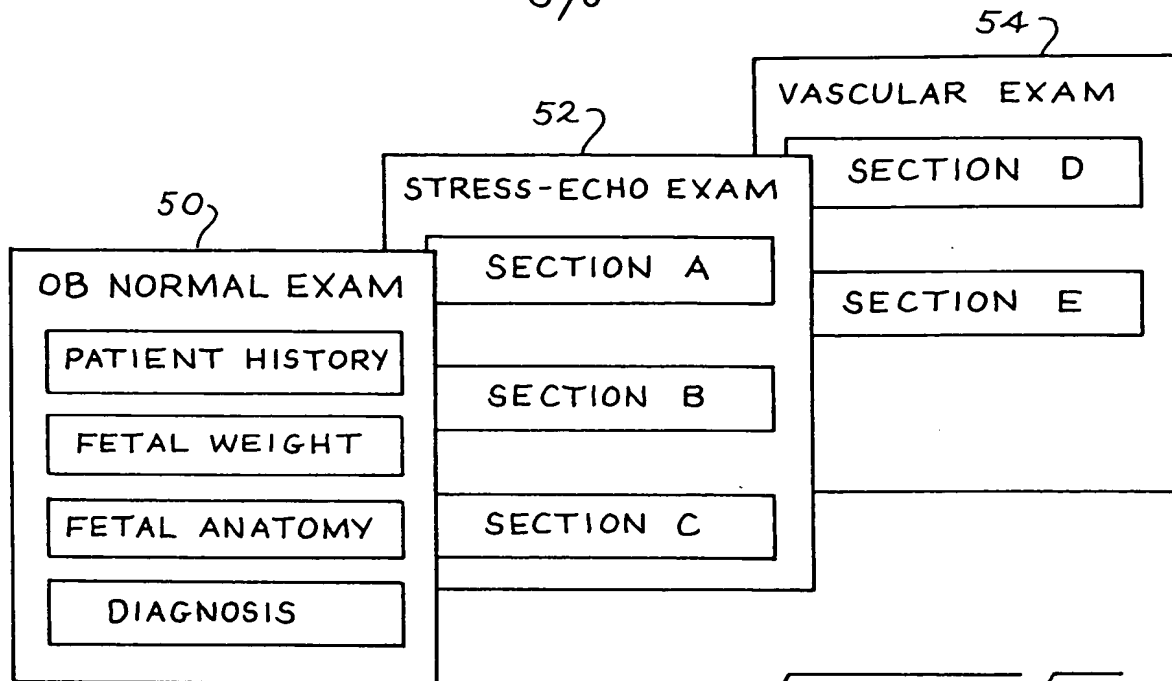 54
VASCULAR EXAM
SECTION D
SECTION E
52
STRESS-ECHO EXAM
SECTION A
SECTION B
SECTION C
50
OB NORMAL EXAM
PATIENT HISTORY
FETAL WEIGHT
FETAL ANATOMY
DIAGNOSIS